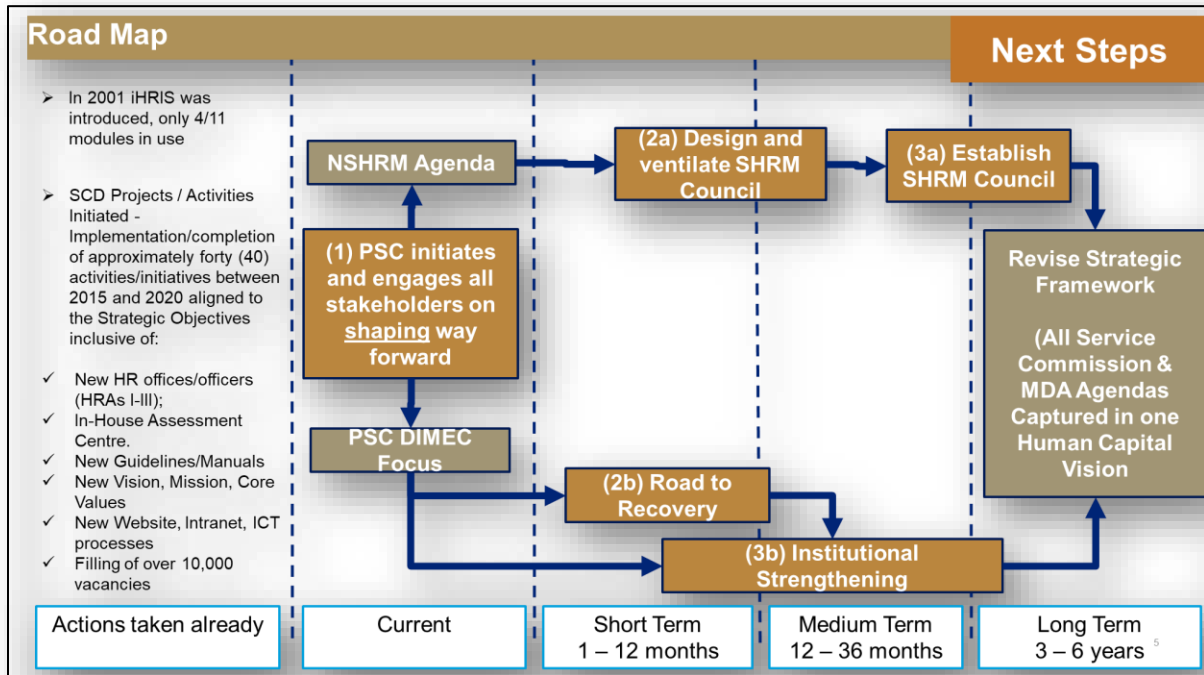 Road Map
Next Steps
➢ In 2001 iHRIS was
introduced, only 4/11
modules in use
➢ SCD Projects / Activities
Initiated -
Implementation/completion
of approximately forty (40)
activities/initiatives between
2015 and 2020 aligned to
the Strategic Objectives
inclusive of:
✓ New HR offices/officers
(HRAs I-III);
✓ In-House Assessment
Centre.
✓ New Guidelines/Manuals
✓ New Vision, Mission, Core
Values
✓ New Website, Intranet, ICT
processes
✓ Filling of over 10,000
vacancies
NSHRM Agenda
(1) PSC initiates
and engages all
stakeholders on
shaping way
forward
PSC DIMEC
Focus
(2a) Design and
ventilate SHRM
Council
(3a) Establish
SHRM Council
(2b) Road to
Recovery
(3b) Institutional
Strengthening
Revise Strategic
Framework
(All Service
Commission &
MDA Agendas
Captured in one
Human Capital
Vision
Actions taken already
Current
Short Term
1 – 12 months
Medium Term
12 – 36 months
Long Term
3 – 6 years
5